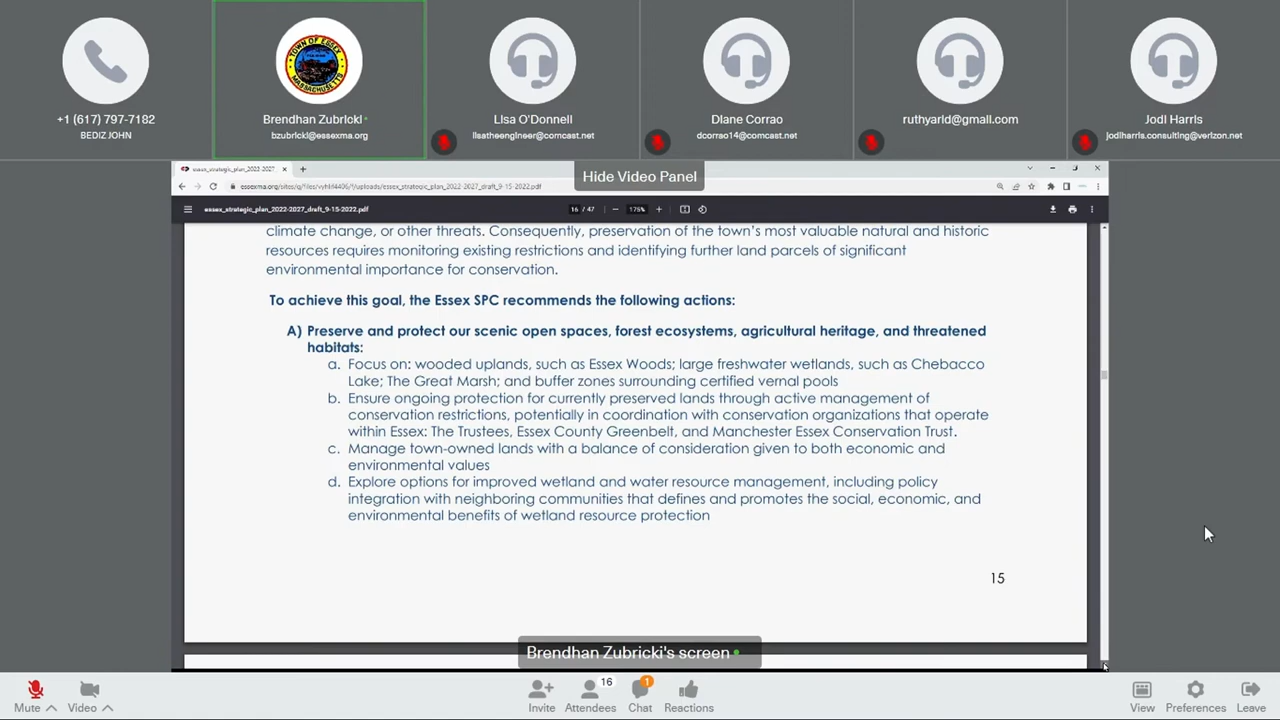 TOWN OF ESSEX
MASSACHUSETTS
+1 (617) 797-7182
BEDIZ JOHN
Brendhan Zubricki
bzubricki@essexma.org
Lisa O'Donnell
lisatheengineer@comcast.net
Diane Corrao
dcorrao14@comcast.net
ruthyarid@gmail.com
Jodi Harris
jodiharris.consulting@verizon.net
Hide Video Panel
essex_strategic_plan_2022-2027_draft_9-15-2022.pdf
16 / 47
175%
climate change, or other threats. Consequently, preservation of the town's most valuable natural and historic
resources requires monitoring existing restrictions and identifying further land parcels of significant
environmental importance for conservation.
To achieve this goal, the Essex SPC recommends the following actions:
A) Preserve and protect our scenic open spaces, forest ecosystems, agricultural heritage, and threatened
habitats:
a. Focus on: wooded uplands, such as Essex Woods; large freshwater wetlands, such as Chebacco
Lake; The Great Marsh; and buffer zones surrounding certified vernal pools
b. Ensure ongoing protection for currently preserved lands through active management of
conservation restrictions, potentially in coordination with conservation organizations that operate
within Essex: The Trustees, Essex County Greenbelt, and Manchester Essex Conservation Trust.
c. Manage town-owned lands with a balance of consideration given to both economic and
environmental values
d. Explore options for improved wetland and water resource management, including policy
integration with neighboring communities that defines and promotes the social, economic, and
environmental benefits of wetland resource protection
15
Brendhan Zubricki's screen
Mute
Video
Invite
16
Attendees
1
Chat
Reactions
View
Preferences
Leave